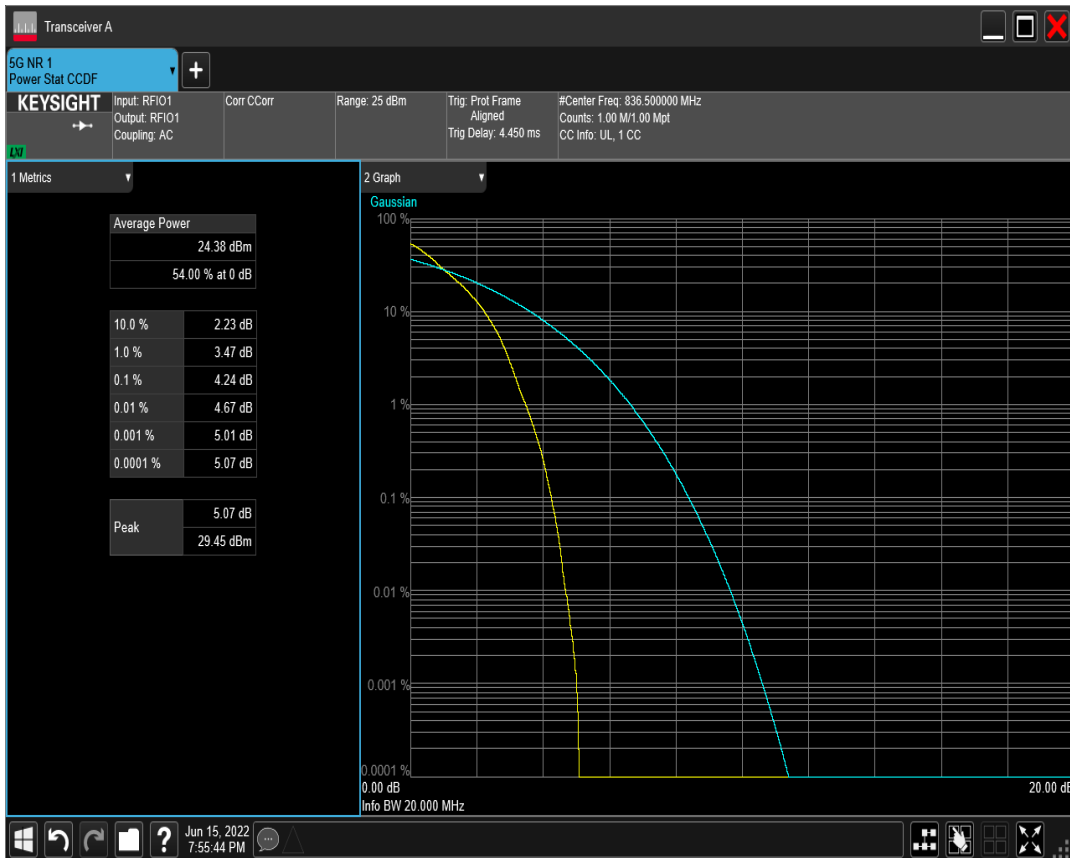 Transceiver A
5G NR 1
Power Stat CCDF
KEYSIGHT
LXI
Input: RFIO1
Output: RFIO1
Coupling: AC
Corr CCorr
Range: 25 dBm
Trig: Prot Frame
Aligned
Trig Delay: 4.450 ms
#Center Freq: 836.500000 MHz
Counts: 1.00 M/1.00 Mpt
CC Info: UL, 1 CC
1 Metrics
Average Power
24.38 dBm
54.00 % at 0 dB
10.0 % 2.23 dB
1.0 % 3.47 dB
0.1 % 4.24 dB
0.01 % 4.67 dB
0.001 % 5.01 dB
0.0001 % 5.07 dB
Peak
5.07 dB
29.45 dBm
2 Graph
Gaussian
100 %
10 %
1 %
0.1 %
0.01 %
0.001 %
0.0001 %
0.00 dB
20.00 dB
Info BW 20.000 MHz
?
Jun 15, 2022
7:55:44 PM